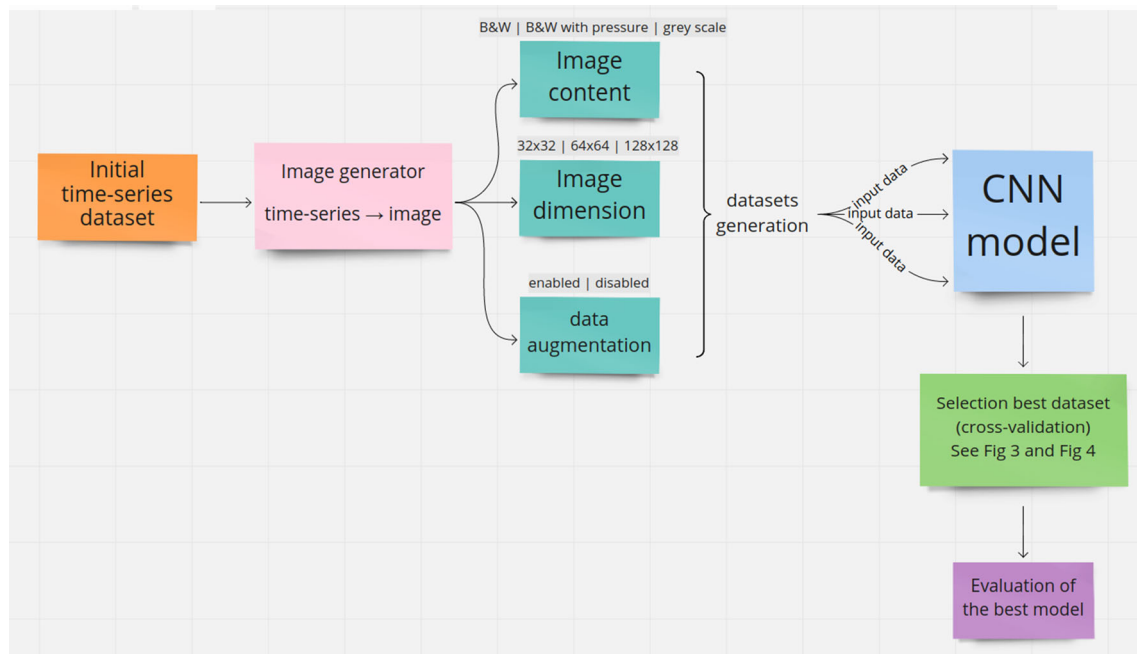 B&W | B&W with pressure | grey scale
Image
content
32x32 | 64x64 | 128x128
Image
dimension
enabled | disabled
data
augmentation
Initial
time-series
dataset
Image generator
time-series → image
datasets
generation
input data
input data
input data
CNN
model
Selection best dataset
(cross-validation)
See Fig 3 and Fig 4
Evaluation of
the best model